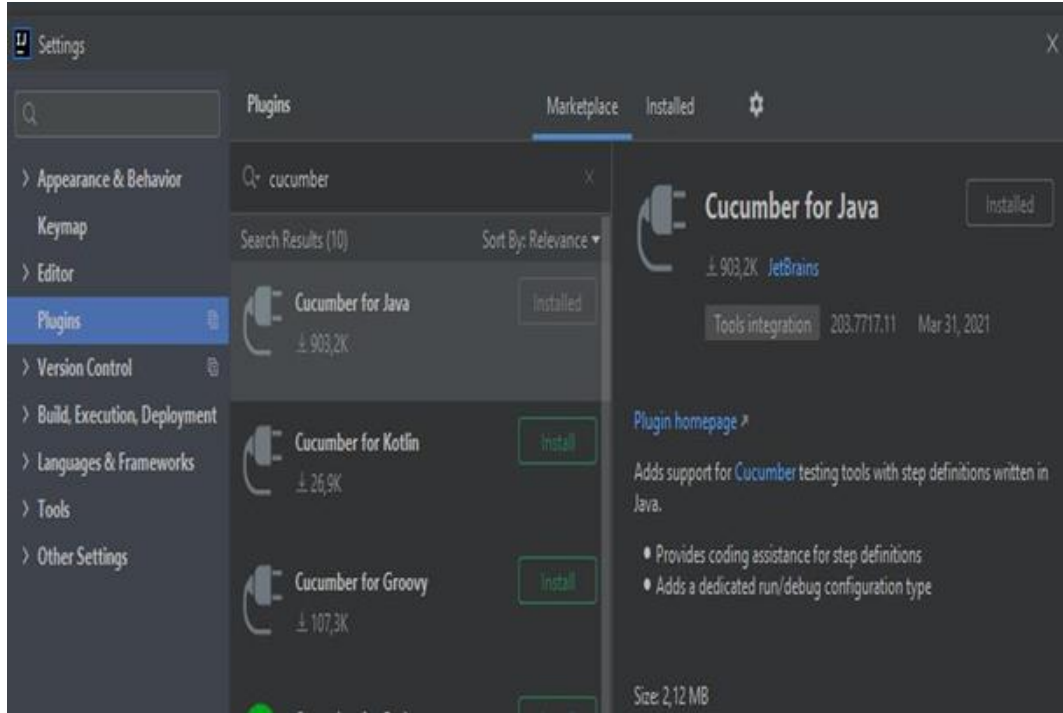 IJ
Settings
Plugins
Marketplace
Installed
Appearance & Behavior
Keymap
Editor
Plugins
Version Control
Build, Execution, Deployment
Languages & Frameworks
Tools
Other Settings
cucumber
Search Results (10)
Sort By: Relevance
Cucumber for Java
Installed
903,2K
Cucumber for Kotlin
Install
26,9K
Cucumber for Groovy
Install
107,3K
Cucumber for Java
Installed
903,2K JetBrains
Tools integration 203.7717.11 Mar 31, 2021
Plugin homepage
Adds support for Cucumber testing tools with step definitions written in
Java.
• Provides coding assistance for step definitions
• Adds a dedicated run/debug configuration type
Size: 2,12 MB